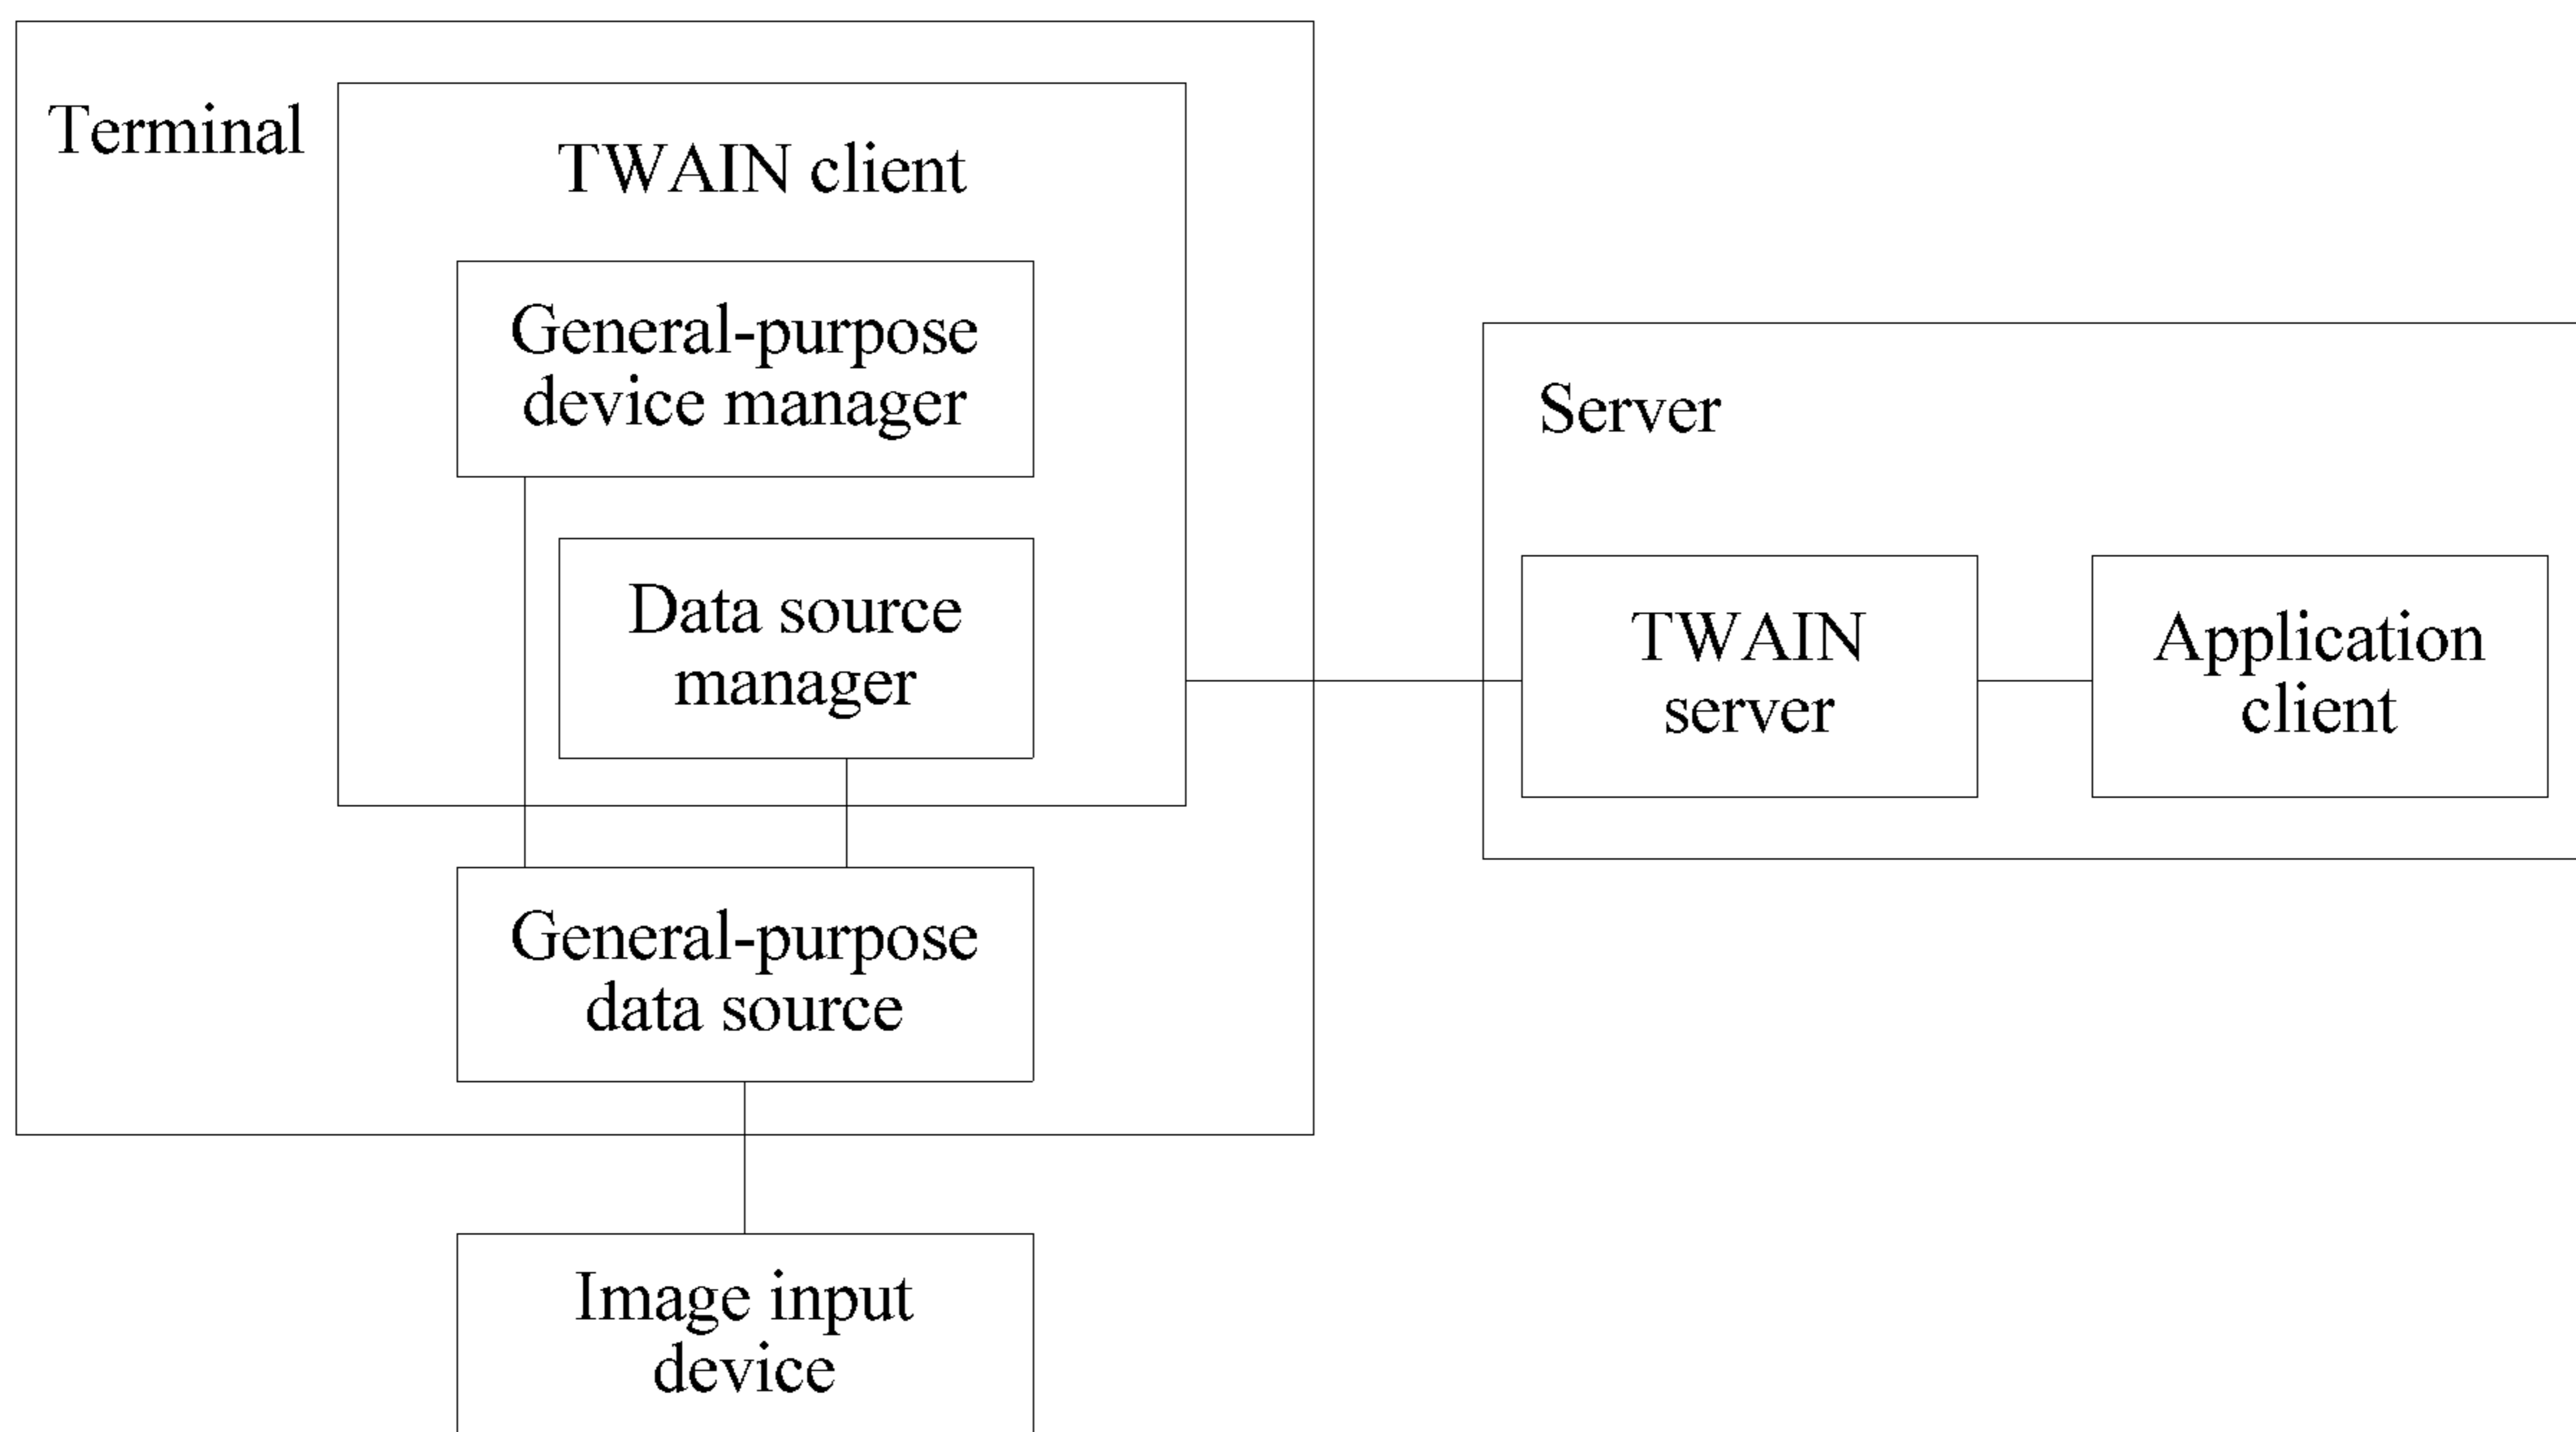 Terminal
TWAIN client
General-purpose
device manager
Data source
manager
General-purpose
data source
Image input
device
Server
TWAIN
server
Application
client